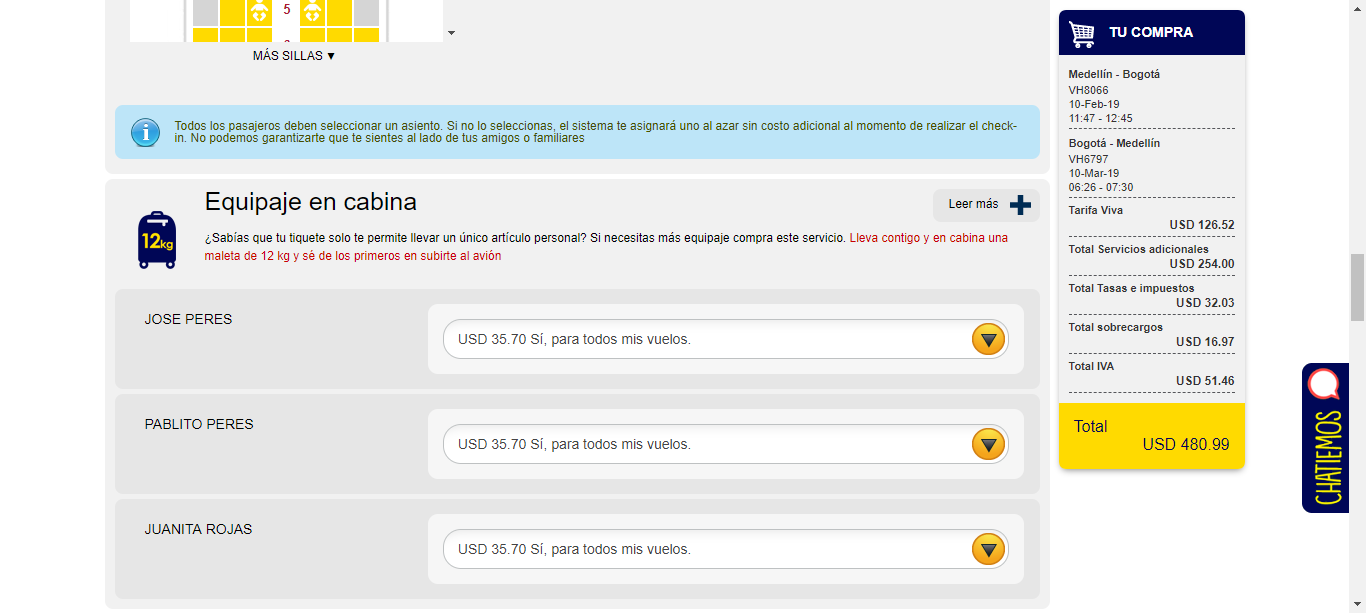 5
MÁS SILLAS ▼
Todos los pasajeros deben seleccionar un asiento. Si no lo seleccionas, el sistema te asignará uno al azar sin costo adicional al momento de realizar el check-
in. No podemos garantizarte que te sientes al lado de tus amigos o familiares
Equipaje en cabina
Leer más
12kg
¿Sabías que tu tiquete solo te permite llevar un único artículo personal? Si necesitas más equipaje compra este servicio. Lleva contigo y en cabina una
maleta de 12 kg y sé de los primeros en subirte al avión
JOSE PERES
USD 35.70 Sí, para todos mis vuelos.
PABLITO PERES
USD 35.70 Sí, para todos mis vuelos.
JUANITA ROJAS
USD 35.70 Sí, para todos mis vuelos.
TU COMPRA
Medellín - Bogotá
VH8066
10-Feb-19
11:47 - 12:45
Bogotá - Medellín
VH6797
10-Mar-19
06:26 - 07:30
Tarifa Viva
USD 126.52
Total Servicios adicionales
USD 254.00
Total Tasas e impuestos
USD 32.03
Total sobrecargos
USD 16.97
Total IVA
USD 51.46
Total
USD 480.99
CHATIEMOS